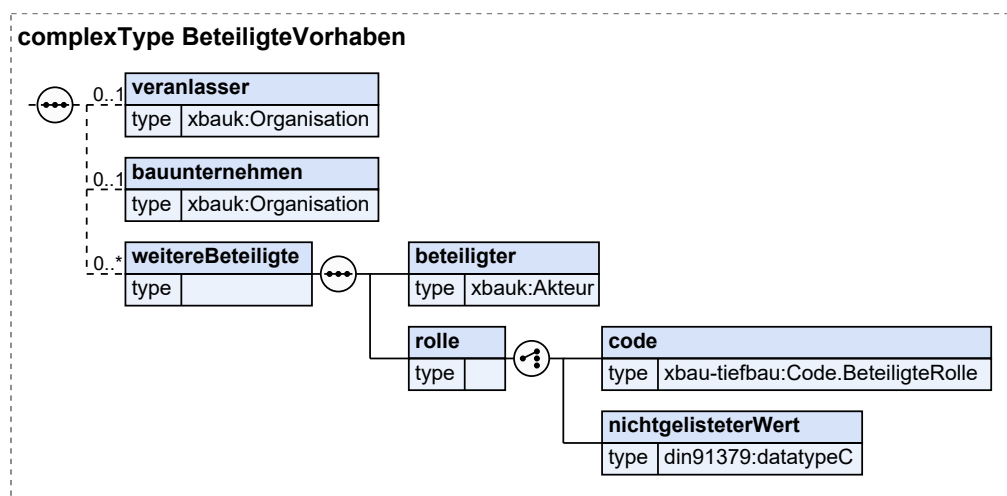 complexType BeteiligteVorhaben
0..1
veranlasser
type xbauk:Organisation
0..1
bauunternehmen
type xbauk:Organisation
0..*
weitereBeteiligte
type
beteiligter
type xbauk:Akteur
rolle
type
code
type xbau-tiefbau:Code.BeteiligteRolle
nichtgelisteterWert
type din91379:datatypeC